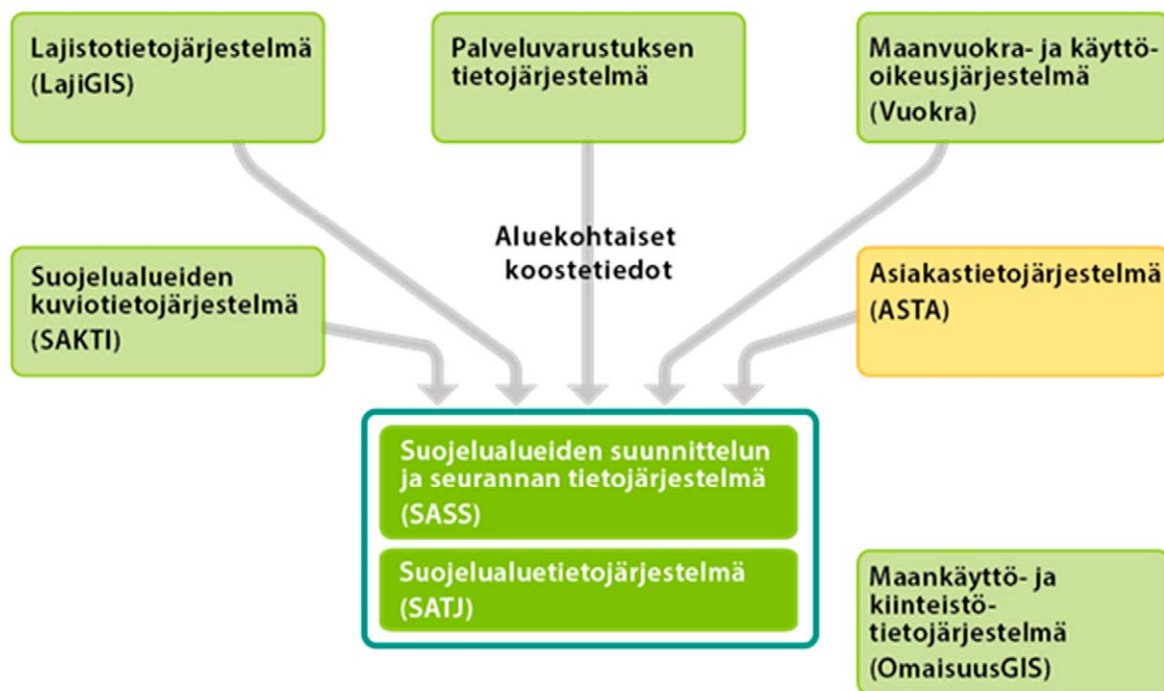 Lajistotietojärjestelmä
(LajiGIS)
Palveluvarustuksen
tietojärjestelmä
Maanvuokra- ja käyttö-
oikeusjärjestelmä
(Vuokra)
Aluekohtaiset
koostetiedot
Suojelualueiden
kuviotietojärjestelmä
(SAKTI)
Asiakastietojärjestelmä
(ASTA)
Suojelualueiden suunnittelun
ja seurannan tietojärjestelmä
(SASS)
Suojelualuetietojärjestelmä
(SATJ)
Maankäyttö- ja
kiinteistö-
tietojärjestelmä
(OmaisuusGIS)